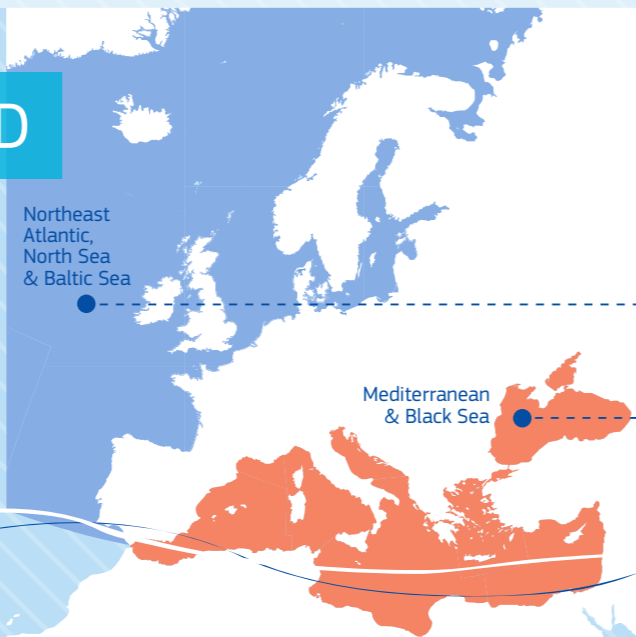 D
Northeast
Atlantic,
North Sea
& Baltic Sea
Mediterranean
& Black Sea